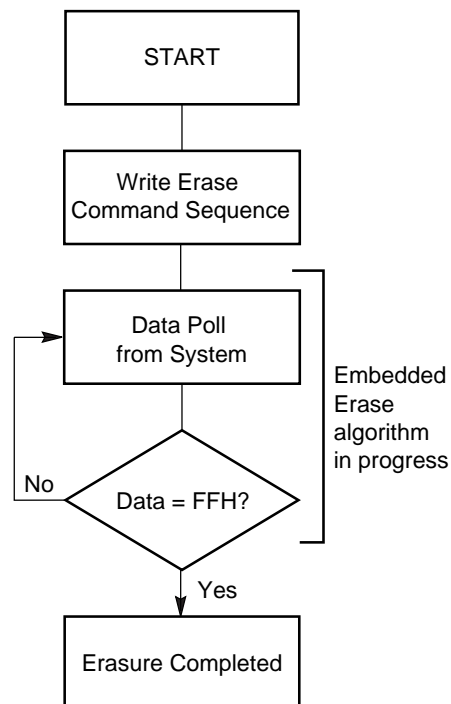 START
Write Erase
Command Sequence
Data Poll
from System
Embedded
Erase
algorithm
in progress
No
Data = FFH?
Yes
Erasure Completed